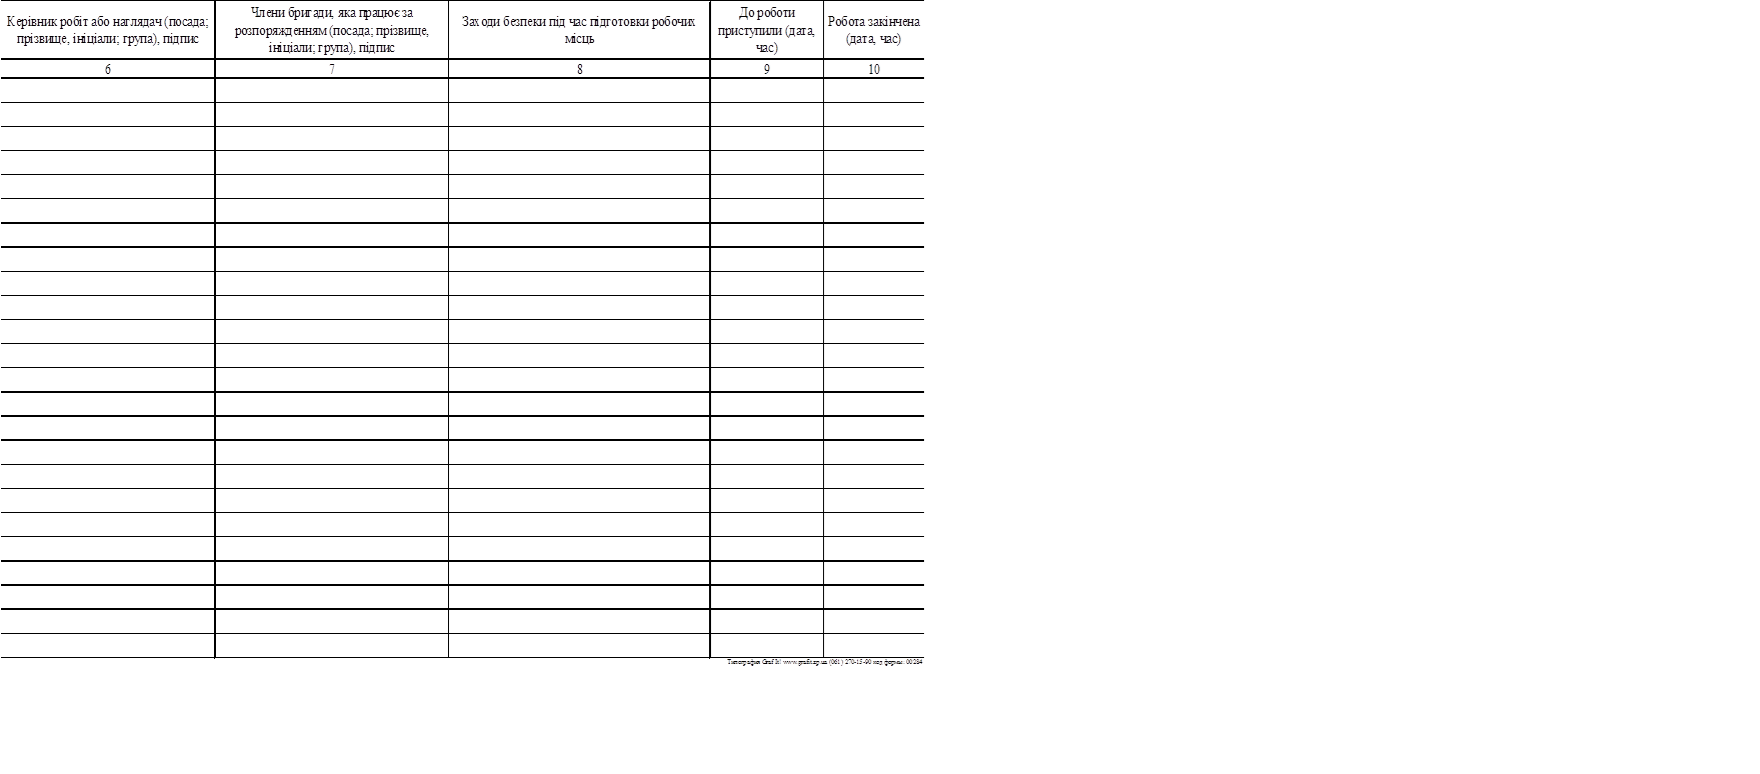 Керівник робіт або наглядач (посада;
прізвище, ініціали; група), підпис
Члени бригади, яка працює за
розпорядженням (посада; прізвище,
ініціали; група), підпис
Заходи безпеки під час підготовки робочих
місць
До роботи
приступили (дата,
час)
Робота закінчена
(дата, час)
6
7
8
9
10
Типография Graf It! www.grafit.zp.ua (061) 270-15-90 код формы: 00284